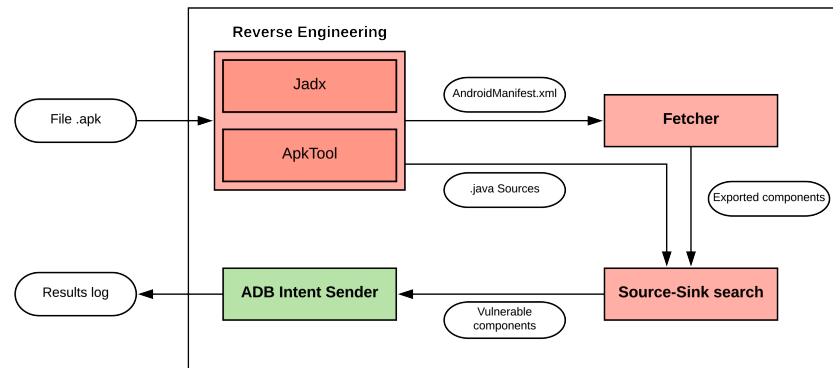 Reverse Engineering
Jadx
AndroidManifest.xml
File .apk
Fetcher
ApkTool
.java Sources
Exported components
Results log
ADB Intent Sender
Source-Sink search
Vulnerable
components